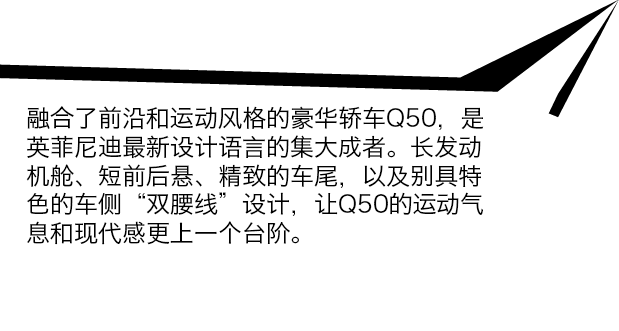 融合了前沿和运动风格的豪华轿车Q50，是
英菲尼迪最新设计语言的集大成者。长发动
机舱、短前后悬、精致的车尾，以及别具特
色的车侧“双腰线”设计，让Q50的运动气
息和现代感更上一个台阶。